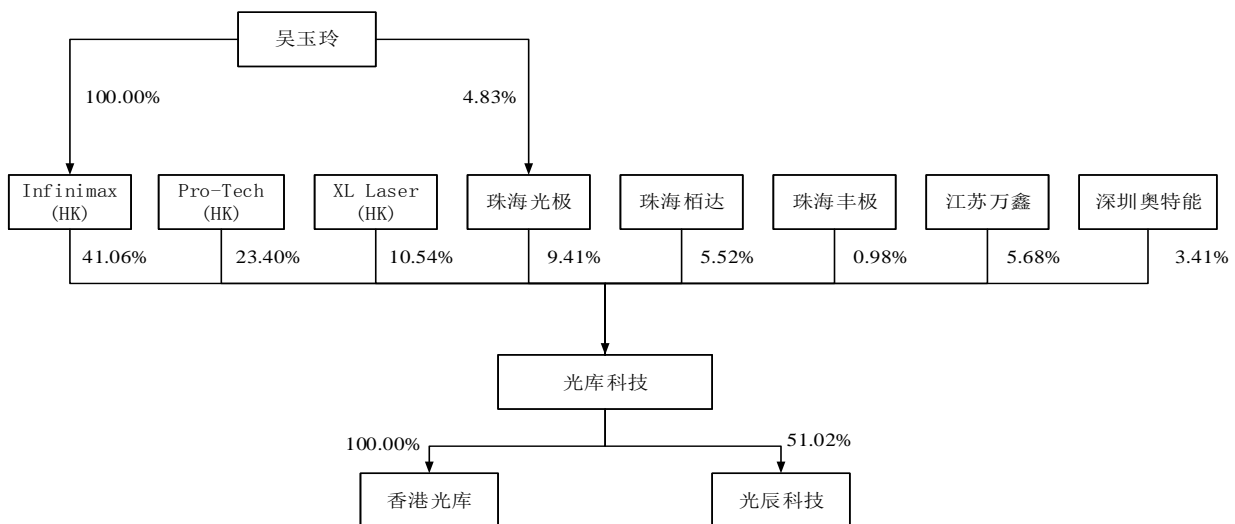 吴玉玲
100.00%
4.83%
Infinimax
(HK)
Pro-Tech
(HK)
XL Laser
(HK)
珠海光极
珠海栢达
珠海丰极
江苏万鑫
深圳奥特能
41.06%
23.40%
10.54%
9.41%
5.52%
0.98%
5.68%
3.41%
光库科技
100.00%
51.02%
香港光库
光辰科技